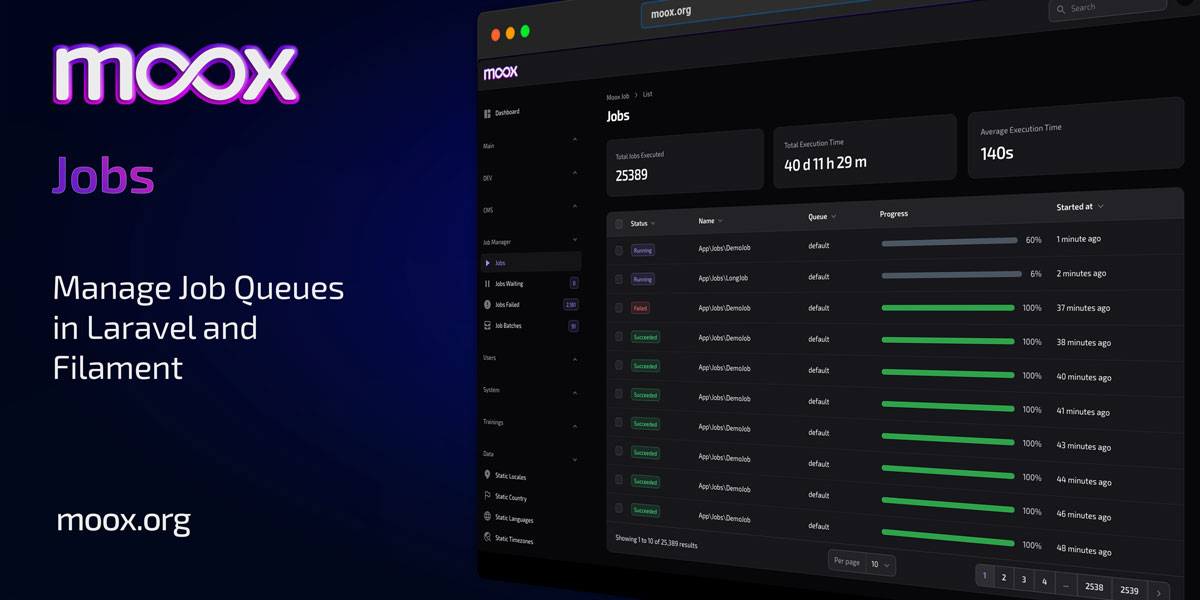 moox
Jobs
Manage Job Queues
in Laravel and
Filament
moox.org
moox.org
Search
moox
Dashboard
Main
DEV
CMS
Job Manager
Jobs
Jobs Waiting 0
Jobs Failed 2,181
Job Batches 91
Users
System
Trainings
Data
Static Locales
Static Country
Static Languages
Static Timezones
Moox Job > List
Jobs
Total Jobs Executed
25389
Total Execution Time
40 d 11 h 29 m
Average Execution Time
140s
Status Name Queue Progress Started at
Running App\Jobs\DemoJob default 60% 1 minute ago
Running App\Jobs\LongJob default 6% 2 minutes ago
Failed App\Jobs\DemoJob default 100% 37 minutes ago
Succeeded App\Jobs\DemoJob default 100% 38 minutes ago
Succeeded App\Jobs\DemoJob default 100% 40 minutes ago
Succeeded App\Jobs\DemoJob default 100% 41 minutes ago
Succeeded App\Jobs\DemoJob default 100% 43 minutes ago
Succeeded App\Jobs\DemoJob default 100% 44 minutes ago
Succeeded App\Jobs\DemoJob default 100% 46 minutes ago
Succeeded App\Jobs\DemoJob default 100% 48 minutes ago
Showing 1 to 10 of 25,389 results
Per page 10
1 2 3 4 ... 2538 2539 >